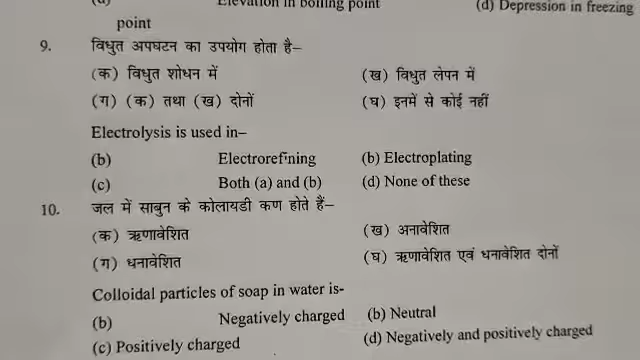 Elevation in boiling point (d) Depression in freezing
point
9. विधुत अपघटन का उपयोग होता है–
(क) विधुत शोधन में (ख) विधुत लेपन में
(ग) (क) तथा (ख) दोनों (घ) इनमें से कोई नहीं
Electrolysis is used in–
(b) Electrorefining (b) Electroplating
(c) Both (a) and (b) (d) None of these
10. जल में साबुन के कोलायडी कण होते हैं–
(क) ऋणावेशित (ख) अनावेशित
(ग) धनावेशित (घ) ऋणावेशित एवं धनावेशित दोनों
Colloidal particles of soap in water is-
(b) Negatively charged (b) Neutral
(c) Positively charged (d) Negatively and positively charged